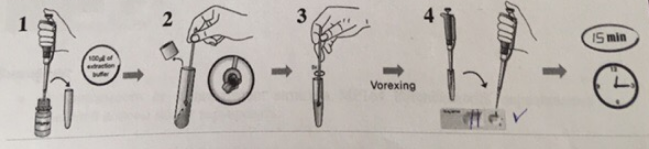 1
100㎕ of
extraction
buffer
2
3
Vorexing
4
15 min